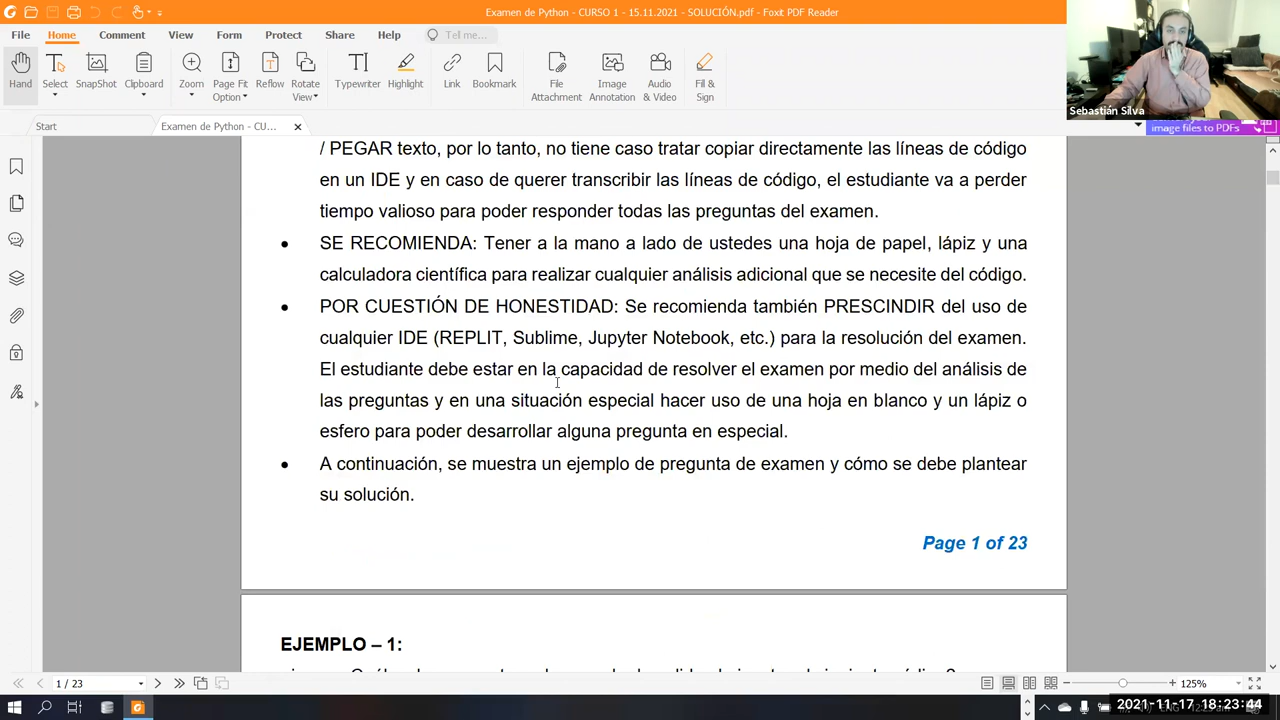 Examen de Python - CURSO 1 - 15.11.2021 - SOLUCIÓN.pdf - Foxit PDF Reader
File Home Comment View Form Protect Share Help Tell me...
Hand Select SnapShot Clipboard Zoom Page Fit Option Reflow Rotate View Typewriter Highlight Link Bookmark File Attachment Image Annotation Audio & Video Fill & Sign
Sebastián Silva
Start Examen de Python - CU...
image files to PDFs
/ PEGAR texto, por lo tanto, no tiene caso tratar copiar directamente las líneas de código
en un IDE y en caso de querer transcribir las líneas de código, el estudiante va a perder
tiempo valioso para poder responder todas las preguntas del examen.
• SE RECOMIENDA: Tener a la mano a lado de ustedes una hoja de papel, lápiz y una
calculadora científica para realizar cualquier análisis adicional que se necesite del código.
• POR CUESTIÓN DE HONESTIDAD: Se recomienda también PRESCINDIR del uso de
cualquier IDE (REPLIT, Sublime, Jupyter Notebook, etc.) para la resolución del examen.
El estudiante debe estar en la capacidad de resolver el examen por medio del análisis de
las preguntas y en una situación especial hacer uso de una hoja en blanco y un lápiz o
esfero para poder desarrollar alguna pregunta en especial.
• A continuación, se muestra un ejemplo de pregunta de examen y cómo se debe plantear
su solución.
Page 1 of 23
EJEMPLO – 1:
1 / 23
125%
2021-11-17 18:23:44